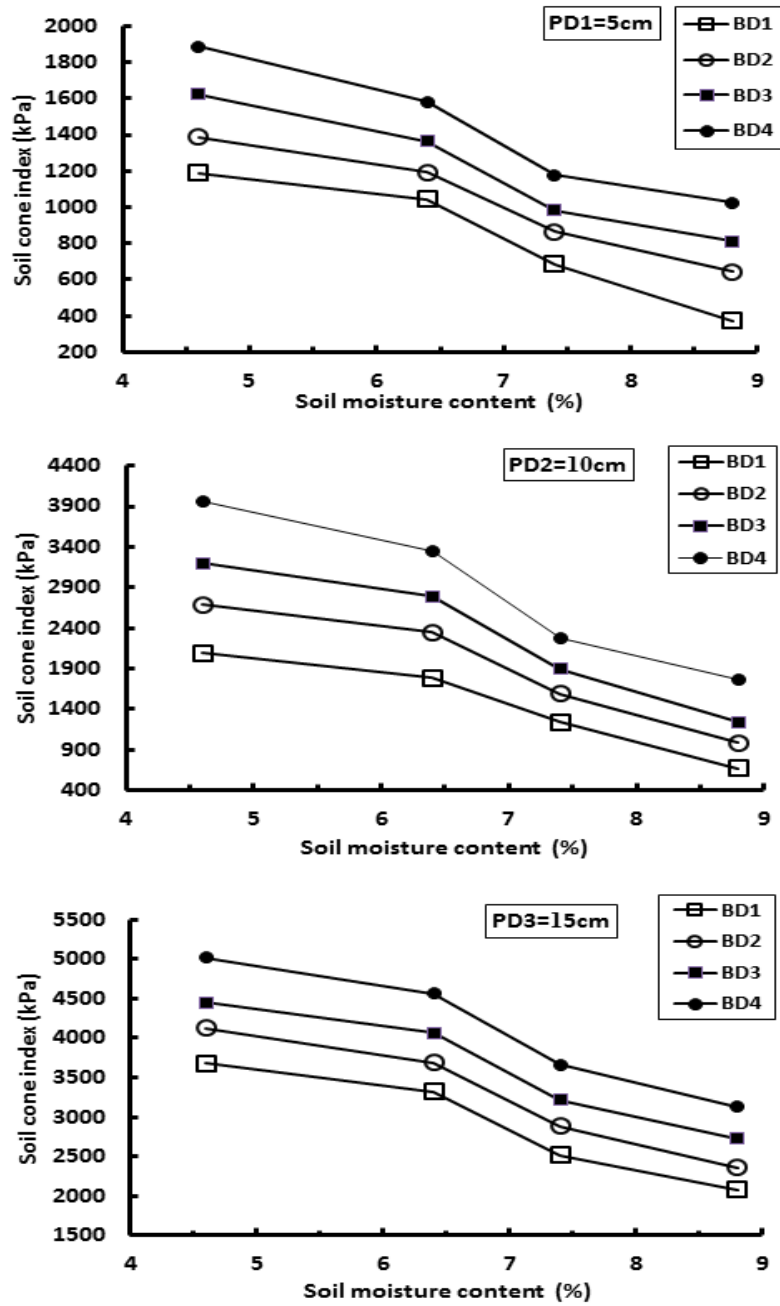 PD1=5cm
BD1
BD2
BD3
BD4
Soil cone index (kPa)
2000
1800
1600
1400
1200
1000
800
600
400
200
4 5 6 7 8 9
Soil moisture content (%)
PD2=10cm
BD1
BD2
BD3
BD4
Soil cone index (kPa)
4400
3900
3400
2900
2400
1900
1400
900
400
4 5 6 7 8 9
Soil moisture content (%)
PD3=15cm
BD1
BD2
BD3
BD4
Soil cone index (kPa)
5500
5000
4500
4000
3500
3000
2500
2000
1500
4 5 6 7 8 9
Soil moisture content (%)